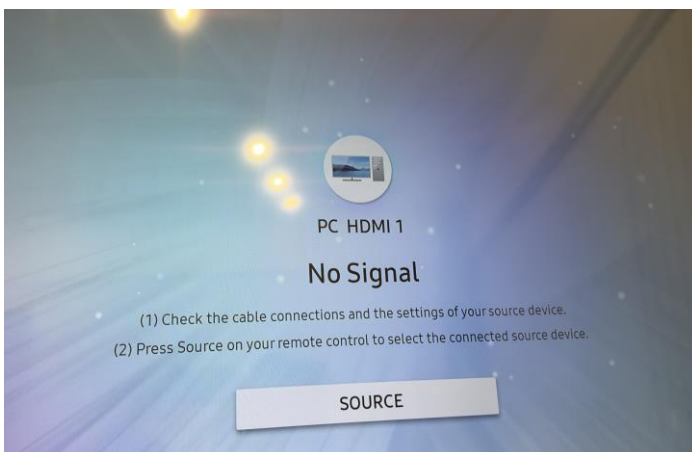 PC HDMI 1
No Signal
(1) Check the cable connections and the settings of your source device.
(2) Press Source on your remote control to select the connected source device.
SOURCE